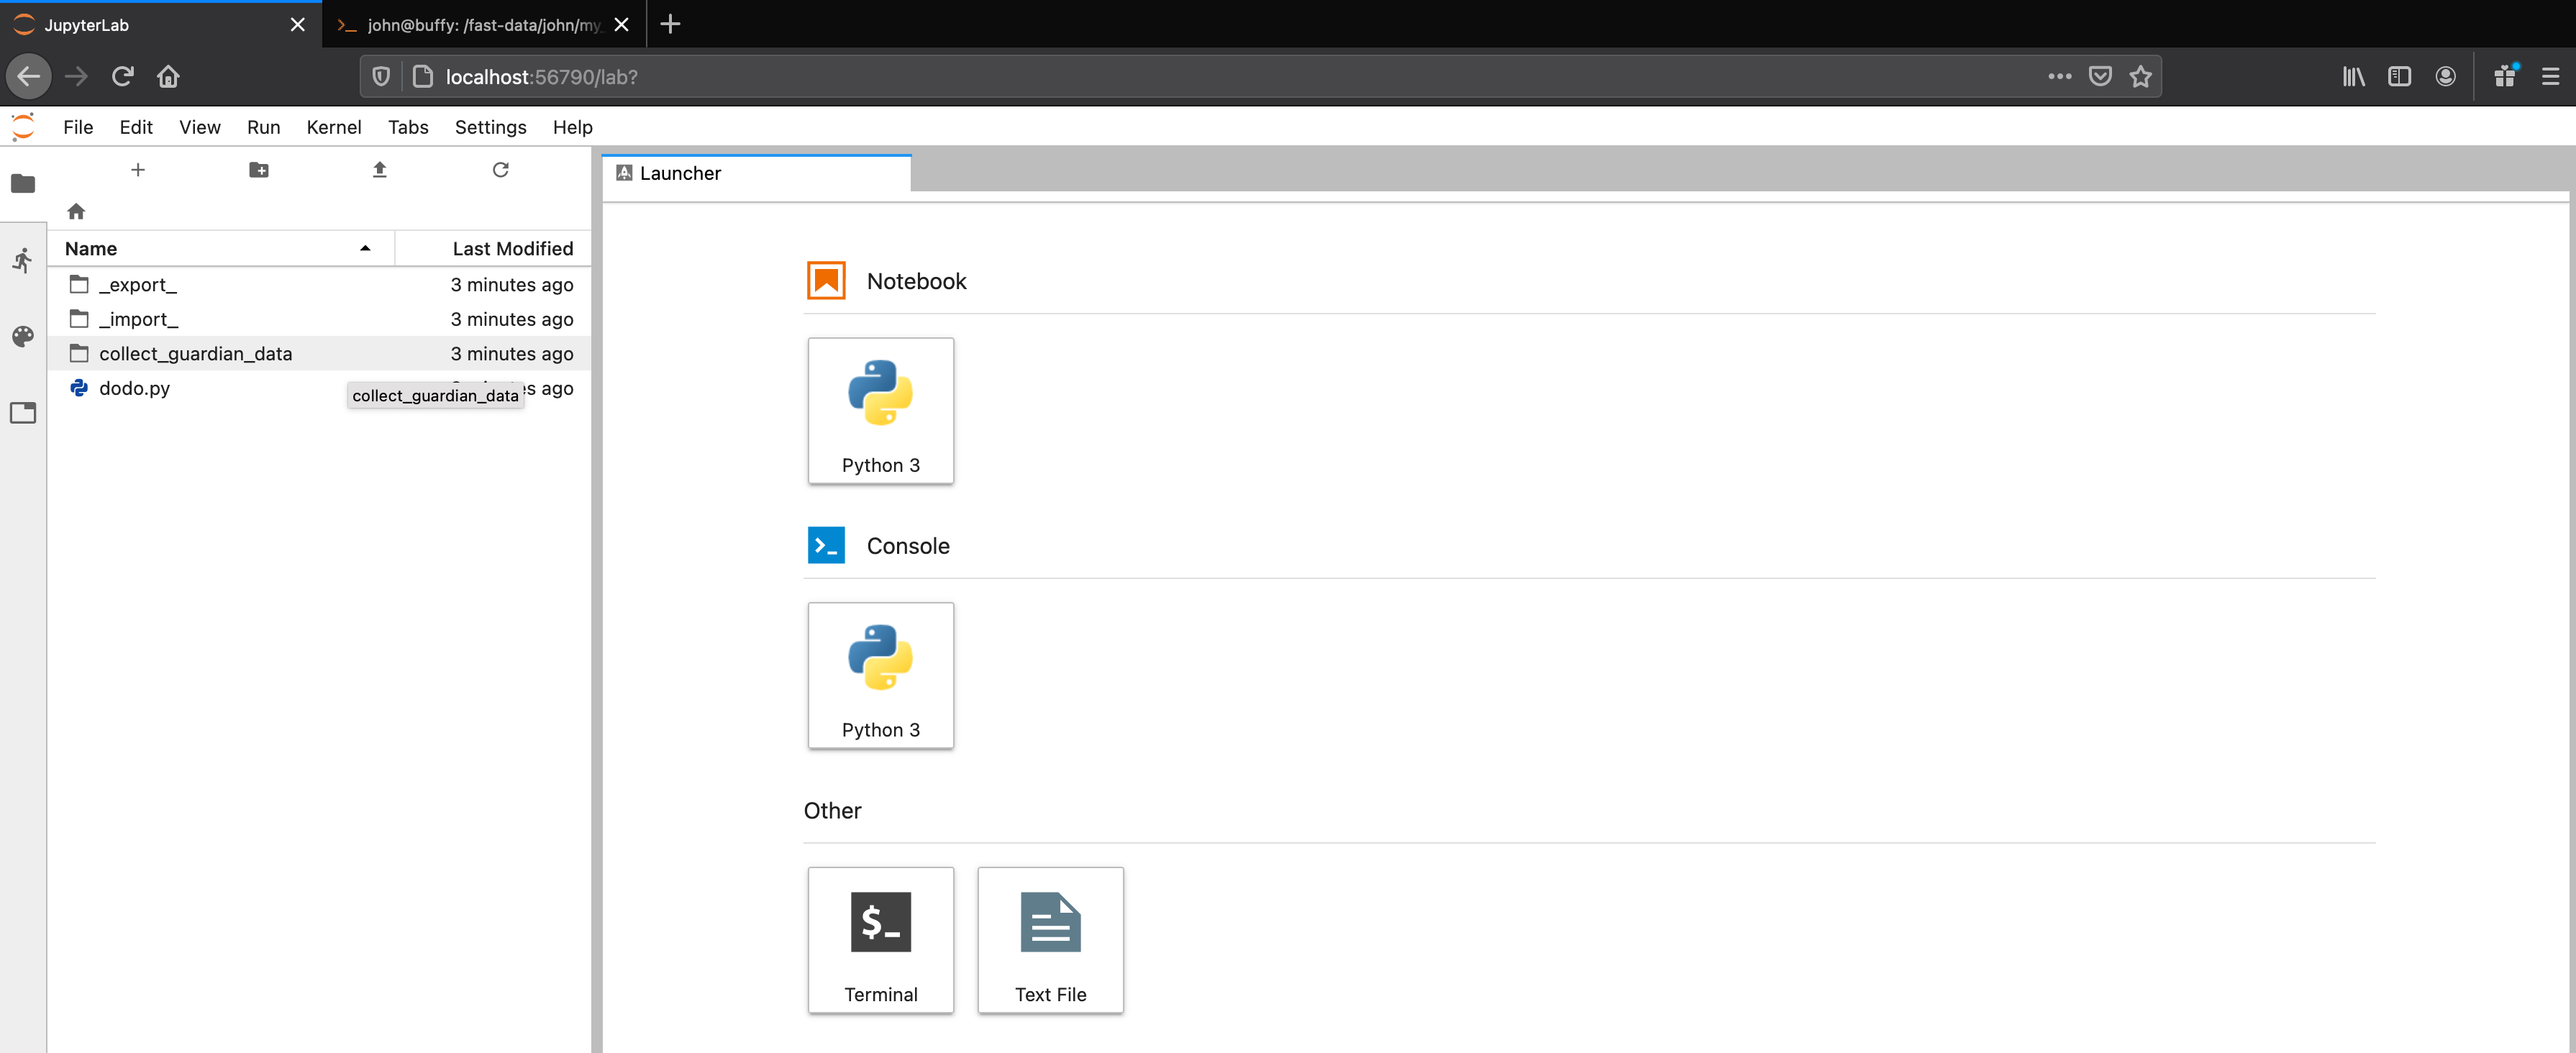 JupyterLab
john@buffy: /fast-data/john/my_
localhost:56790/lab?
File Edit View Run Kernel Tabs Settings Help
Launcher
Name Last Modified
_export_ 3 minutes ago
_import_ 3 minutes ago
collect_guardian_data 3 minutes ago
dodo.py s ago
collect_guardian_data
Notebook
Python 3
Console
>_
Python 3
Other
$_
Terminal Text File